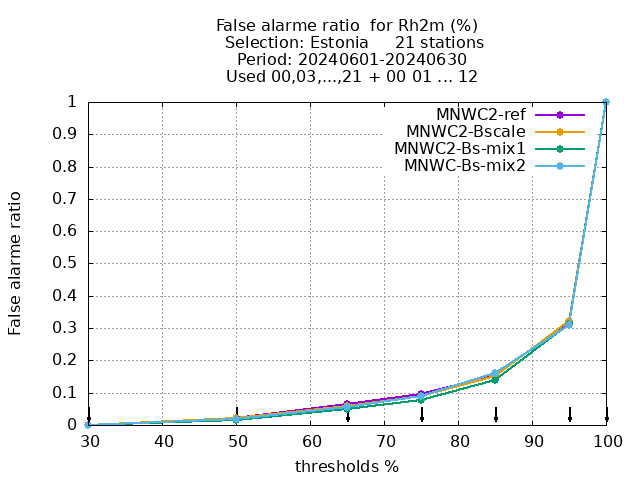 False alarme ratio  for Rh2m (%)
Selection: Estonia     21 stations
Period: 20240601-20240630
Used 00,03,...,21 + 00 01 ... 12
MNWC2-ref
MNWC2-Bscale
MNWC2-Bs-mix1
MNWC-Bs-mix2
False alarme ratio
1
0.9
0.8
0.7
0.6
0.5
0.4
0.3
0.2
0.1
0
30 40 50 60 70 80 90 100
thresholds %